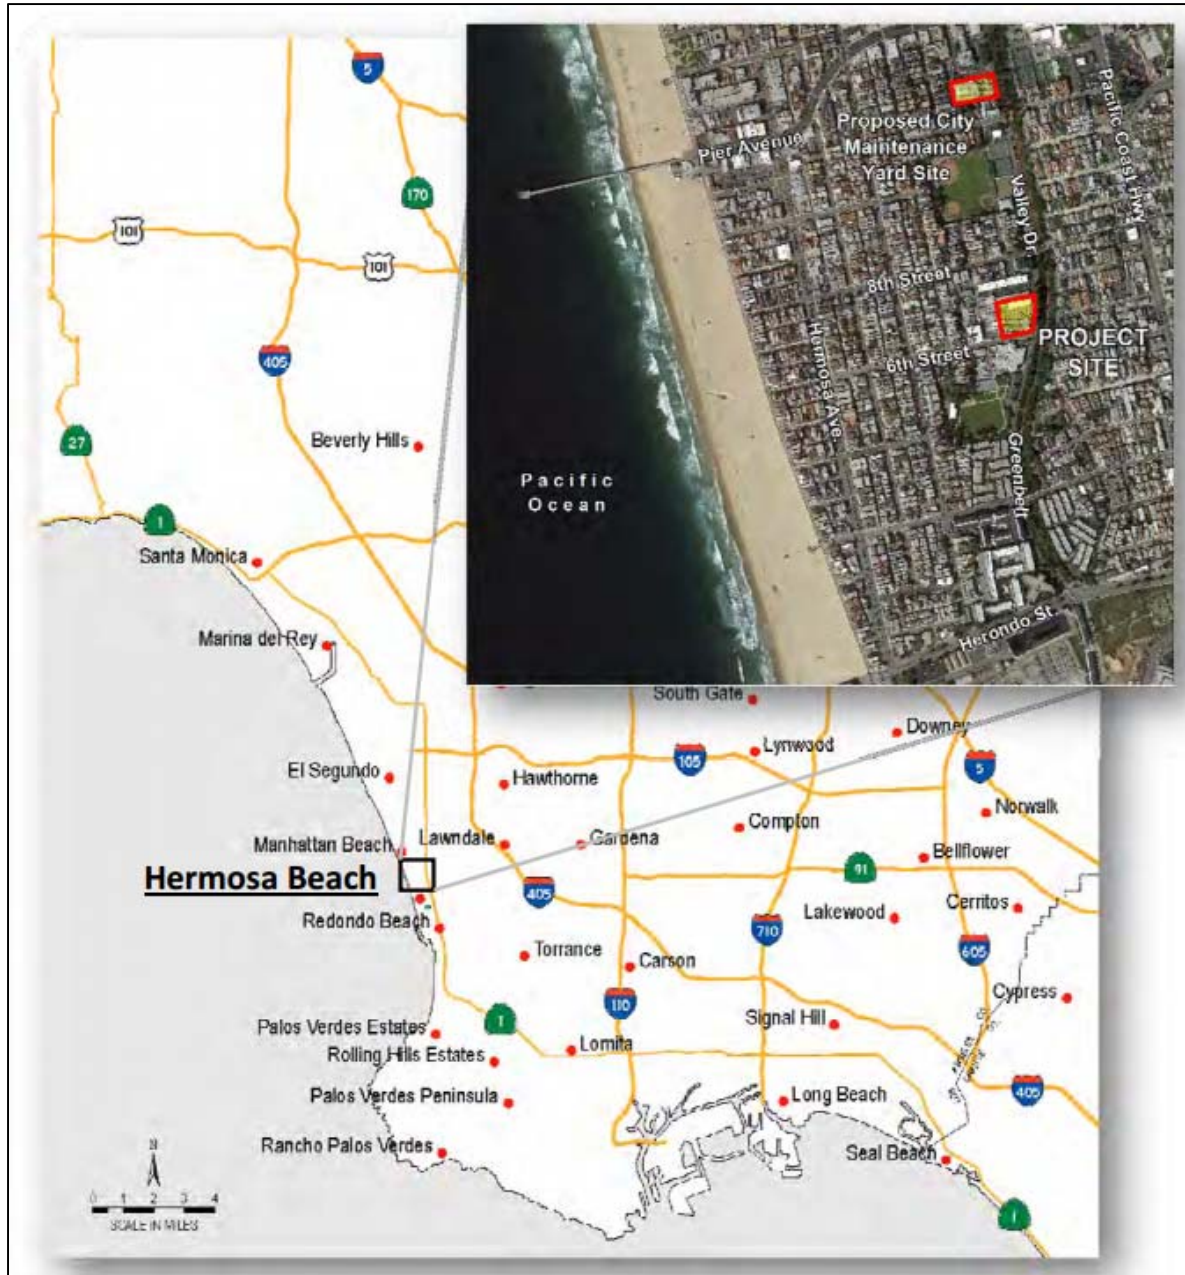 5
170
101
101
405
27
Beverly Hills
1
Santa Monica
Marina del Rey
Proposed City
Maintenance
Yard Site
Pier Avenue
Pacific Coast Hwy
Valley Dr.
8th Street
PROJECT
SITE
6th Street
Hermosa Ave.
Greenbelt
Pacific
Ocean
Herondo St.
South Gate
Downey
Lynwood
105
5
El Segundo
Hawthorne
Norwalk
Compton
Manhattan Beach
Lawndale
Gardena
Bellflower
Hermosa Beach
91
405
Cerritos
Lakewood
Redondo Beach
710
605
Torrance
Carson
Cypress
110
Palos Verdes Estates
1
Signal Hill
Rolling Hills Estates
Lomita
Palos Verdes Peninsula
Long Beach
405
Rancho Palos Verdes
Seal Beach
N
0 1 2 3 4
SCALE IN MILES
1